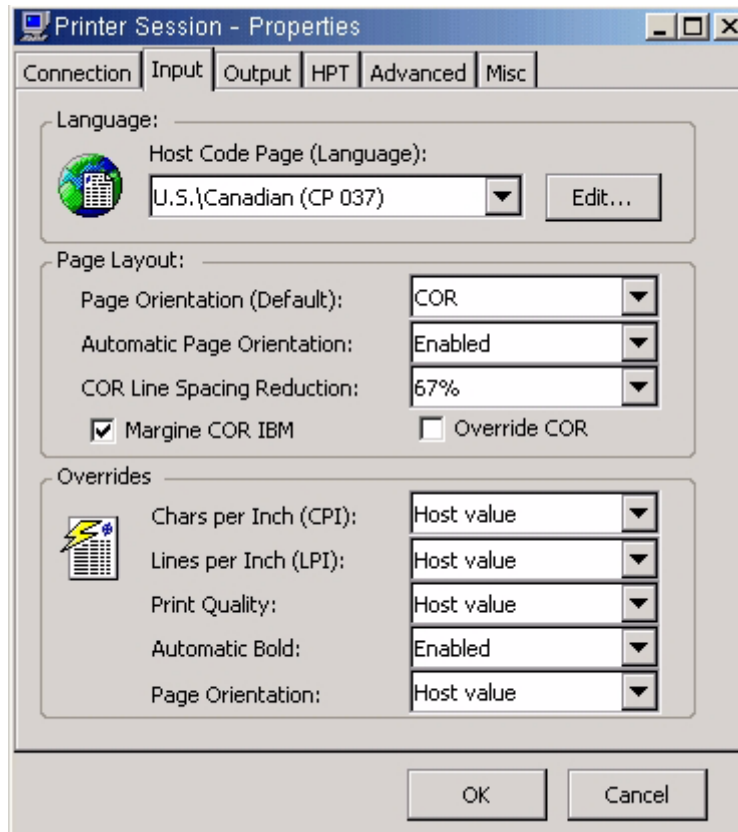 Printer Session - Properties
Connection Input Output HPT Advanced Misc
Language:
Host Code Page (Language):
U.S.\Canadian (CP 037) Edit...
Page Layout:
Page Orientation (Default): COR
Automatic Page Orientation: Enabled
COR Line Spacing Reduction: 67%
Margine COR IBM Override COR
Overrides
Chars per Inch (CPI): Host value
Lines per Inch (LPI): Host value
Print Quality: Host value
Automatic Bold: Enabled
Page Orientation: Host value
OK Cancel